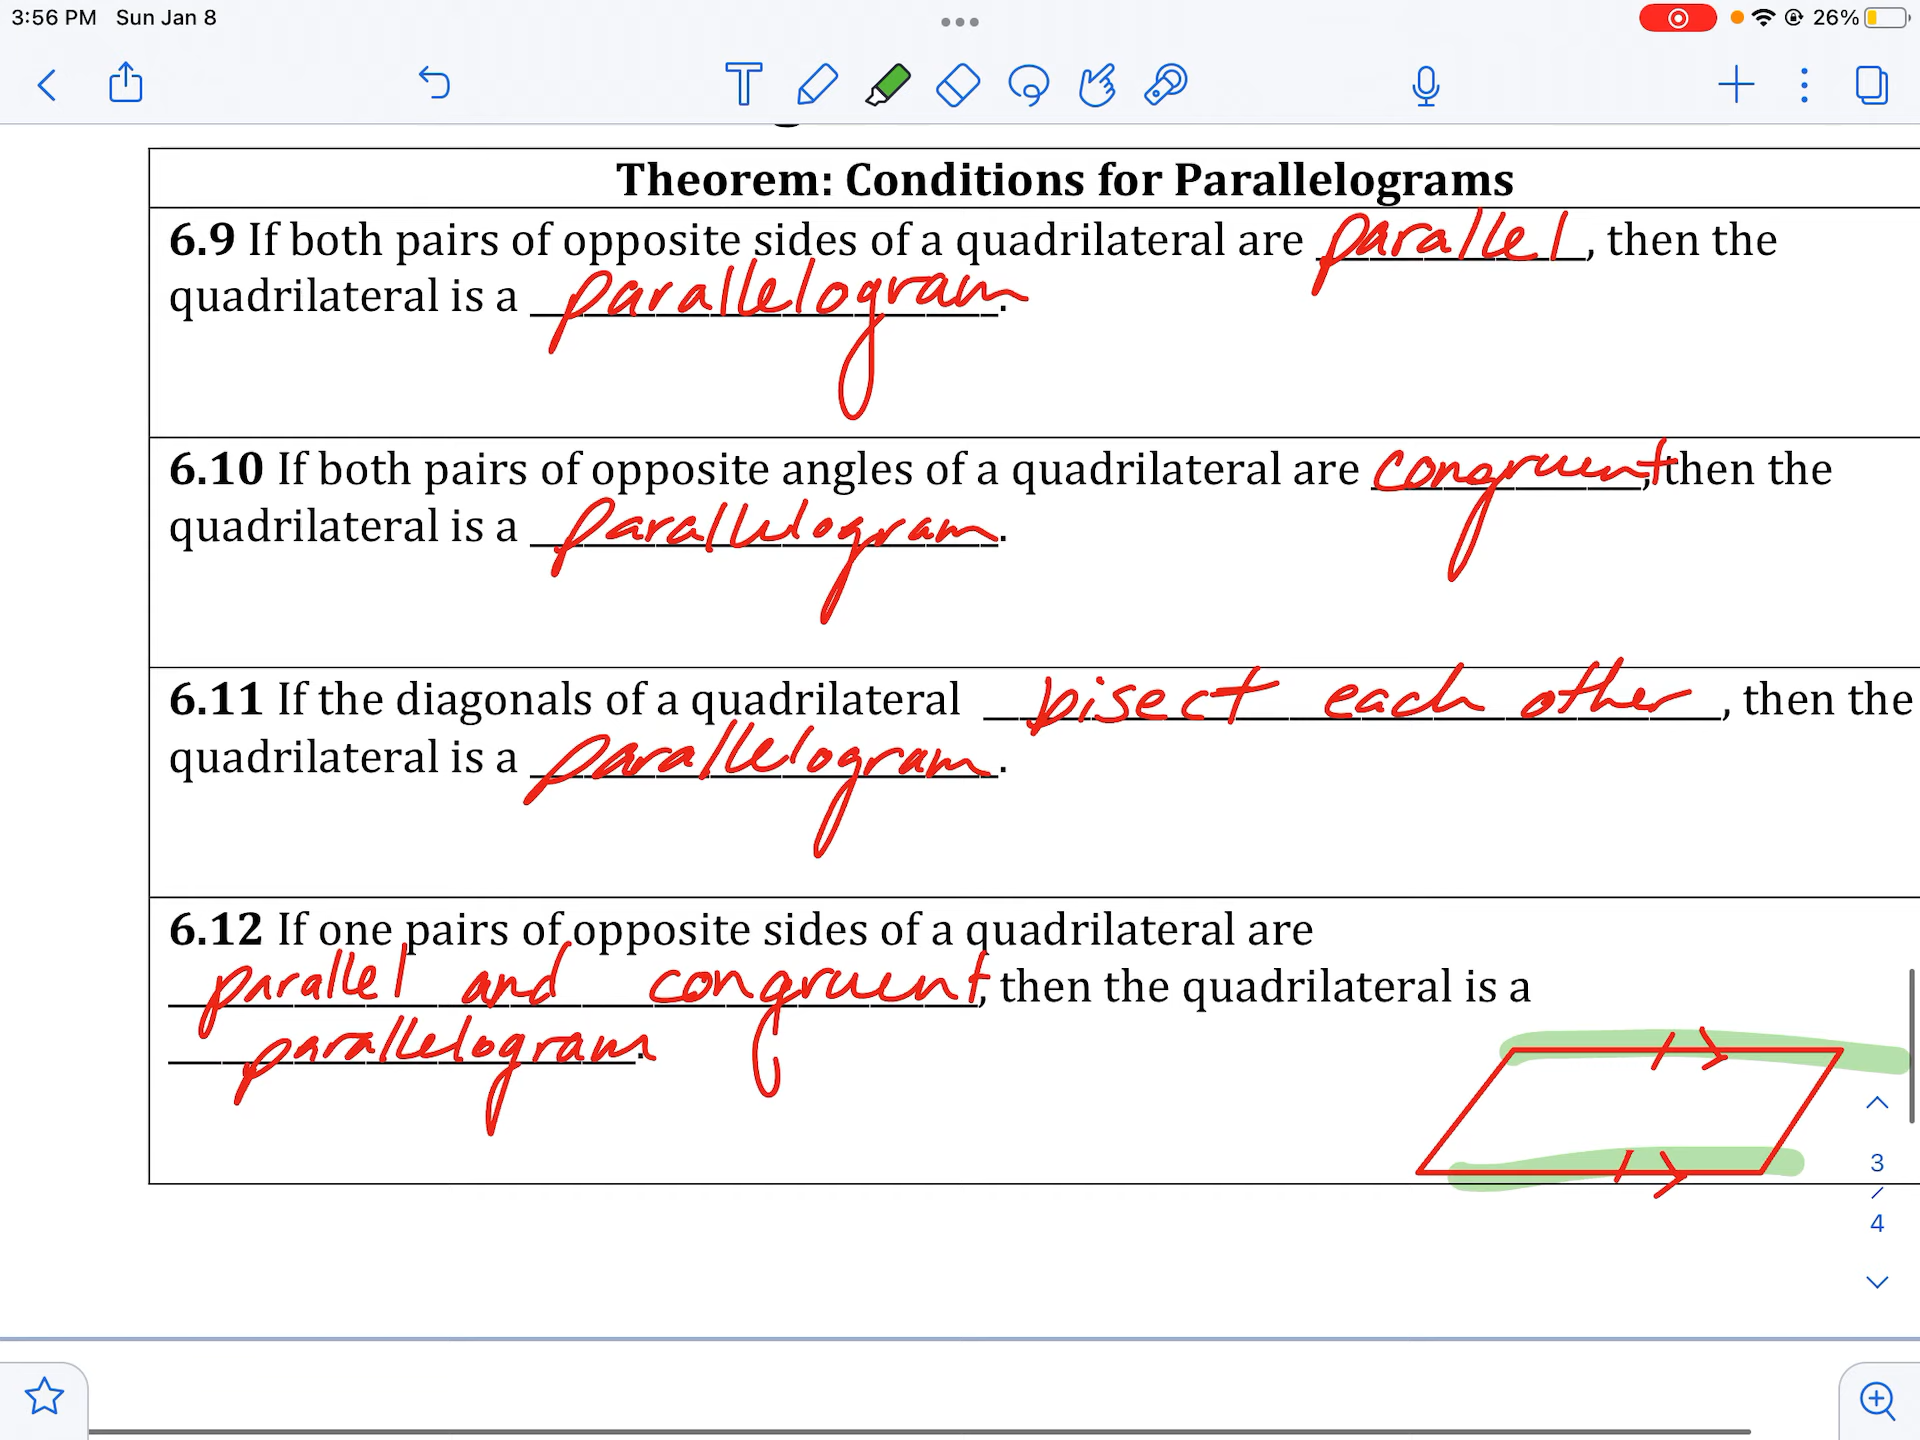 3:56 PM Sun Jan 8
26%
Theorem: Conditions for Parallelograms
6.9 If both pairs of opposite sides of a quadrilateral are parallel, then the
quadrilateral is a parallelogram.
6.10 If both pairs of opposite angles of a quadrilateral are congruent, then the
quadrilateral is a parallelogram.
6.11 If the diagonals of a quadrilateral bisect each other, then the
quadrilateral is a parallelogram.
6.12 If one pairs of opposite sides of a quadrilateral are
parallel and congruent, then the quadrilateral is a
parallelogram.
3
/
4